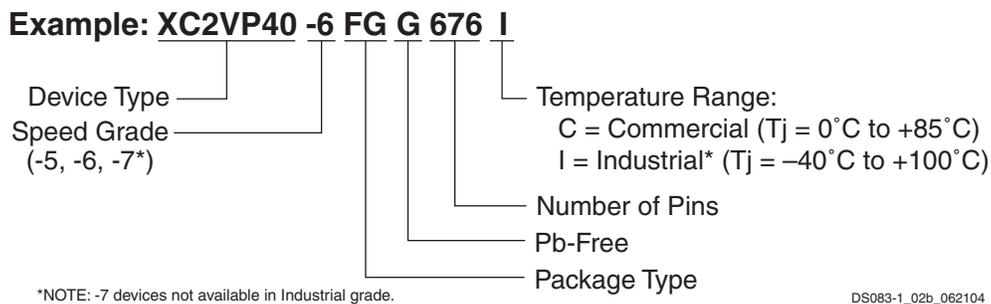 Example: XC2VP40 -6 FG G 676 I
Device Type
Speed Grade
(-5, -6, -7*)
Temperature Range:
C = Commercial (Tj = 0˚C to +85˚C)
I = Industrial* (Tj = –40˚C to +100˚C)
Number of Pins
Pb-Free
Package Type
*NOTE: -7 devices not available in Industrial grade.
DS083-1_02b_062104